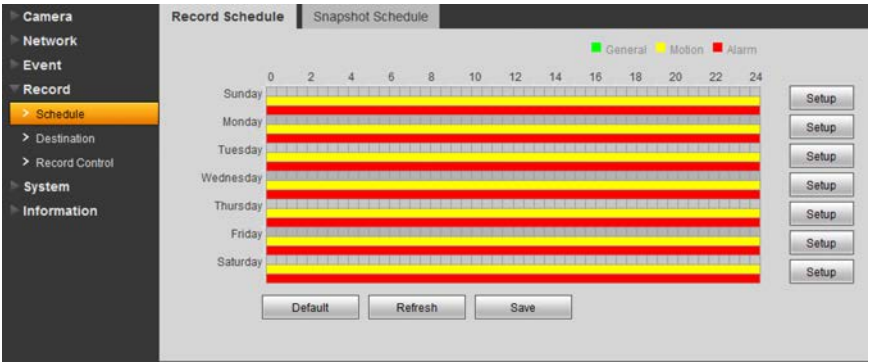 Camera
Network
Event
Record
> Schedule
> Destination
> Record Control
System
Information
Record Schedule
Snapshot Schedule
General Motion Alarm
0 2 4 6 8 10 12 14 16 18 20 22 24
Sunday Setup
Monday Setup
Tuesday Setup
Wednesday Setup
Thursday Setup
Friday Setup
Saturday Setup
Default Refresh Save